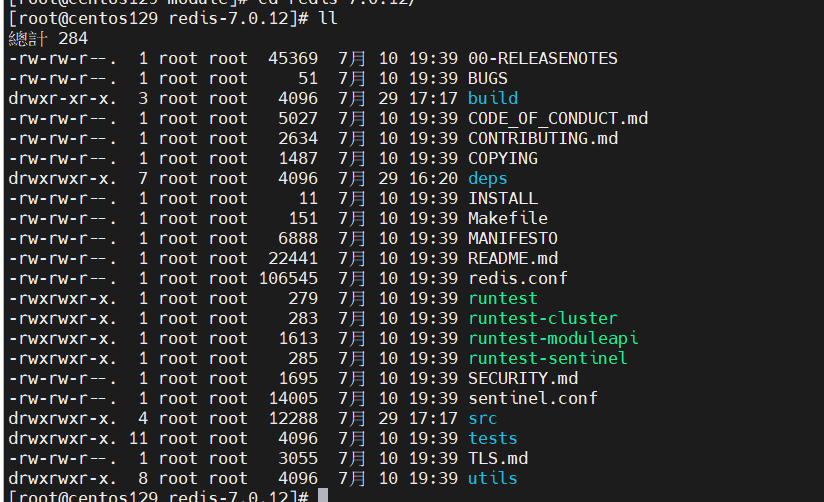 [root@centos129 module]# cd redis-7.0.12/
[root@centos129 redis-7.0.12]# ll
總計 284
-rw-rw-r--.  1 root root  45369  7月 10 19:39 00-RELEASENOTES
-rw-rw-r--.  1 root root     51  7月 10 19:39 BUGS
drwxr-xr-x.  3 root root   4096  7月 29 17:17 build
-rw-rw-r--.  1 root root   5027  7月 10 19:39 CODE_OF_CONDUCT.md
-rw-rw-r--.  1 root root   2634  7月 10 19:39 CONTRIBUTING.md
-rw-rw-r--.  1 root root   1487  7月 10 19:39 COPYING
drwxrwxr-x.  7 root root   4096  7月 29 16:20 deps
-rw-rw-r--.  1 root root     11  7月 10 19:39 INSTALL
-rw-rw-r--.  1 root root    151  7月 10 19:39 Makefile
-rw-rw-r--.  1 root root   6888  7月 10 19:39 MANIFESTO
-rw-rw-r--.  1 root root  22441  7月 10 19:39 README.md
-rw-rw-r--.  1 root root 106545  7月 10 19:39 redis.conf
-rwxrwxr-x.  1 root root    279  7月 10 19:39 runtest
-rwxrwxr-x.  1 root root    283  7月 10 19:39 runtest-cluster
-rwxrwxr-x.  1 root root   1613  7月 10 19:39 runtest-moduleapi
-rwxrwxr-x.  1 root root    285  7月 10 19:39 runtest-sentinel
-rw-rw-r--.  1 root root   1695  7月 10 19:39 SECURITY.md
-rw-rw-r--.  1 root root  14005  7月 10 19:39 sentinel.conf
drwxrwxr-x.  4 root root  12288  7月 29 17:17 src
drwxrwxr-x. 11 root root   4096  7月 10 19:39 tests
-rw-rw-r--.  1 root root   3055  7月 10 19:39 TLS.md
drwxrwxr-x.  8 root root   4096  7月 10 19:39 utils
[root@centos129 redis-7.0.12]#